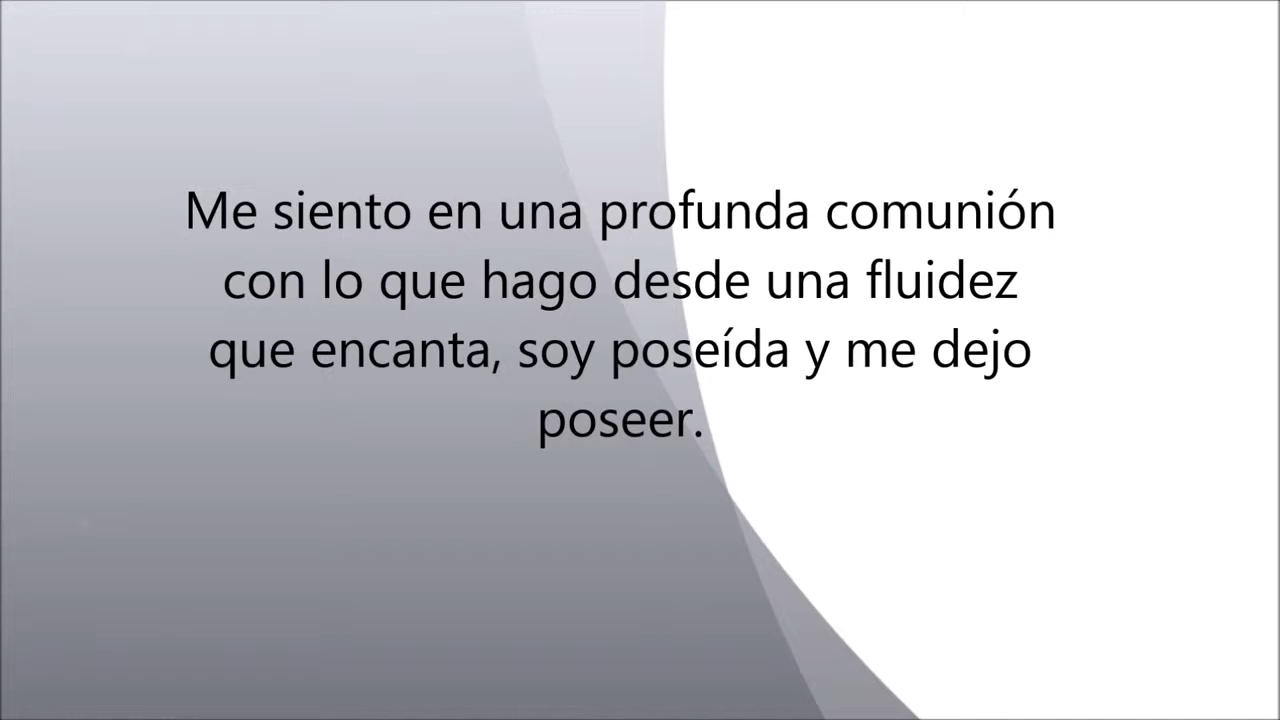 Me siento en una profunda comunión
con lo que hago desde una fluidez
que encanta, soy poseída y me dejo
poseer.